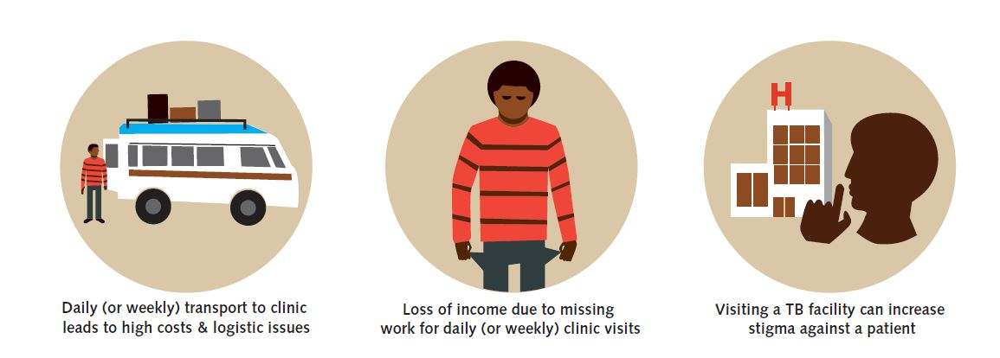 H
Daily (or weekly) transport to clinic
leads to high costs & logistic issues
Loss of income due to missing
work for daily (or weekly) clinic visits
Visiting a TB facility can increase
stigma against a patient